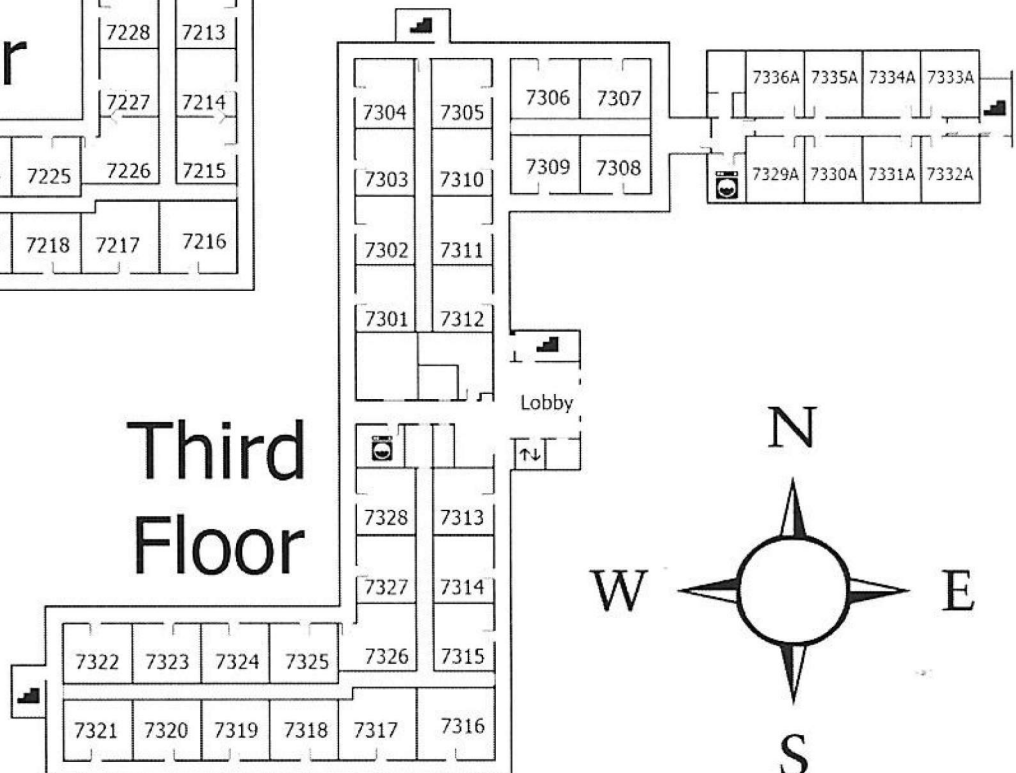 r
7228 7213
7227 7214
7225 7226 7215
7218 7217 7216
7304 7305 7306 7307
7303 7310 7309 7308
7302 7311
7301 7312
7336A 7335A 7334A 7333A
7329A 7330A 7331A 7332A
Lobby
Third
Floor
7328 7313
7327 7314
7322 7323 7324 7325 7326 7315
7321 7320 7319 7318 7317 7316
N
W E
S